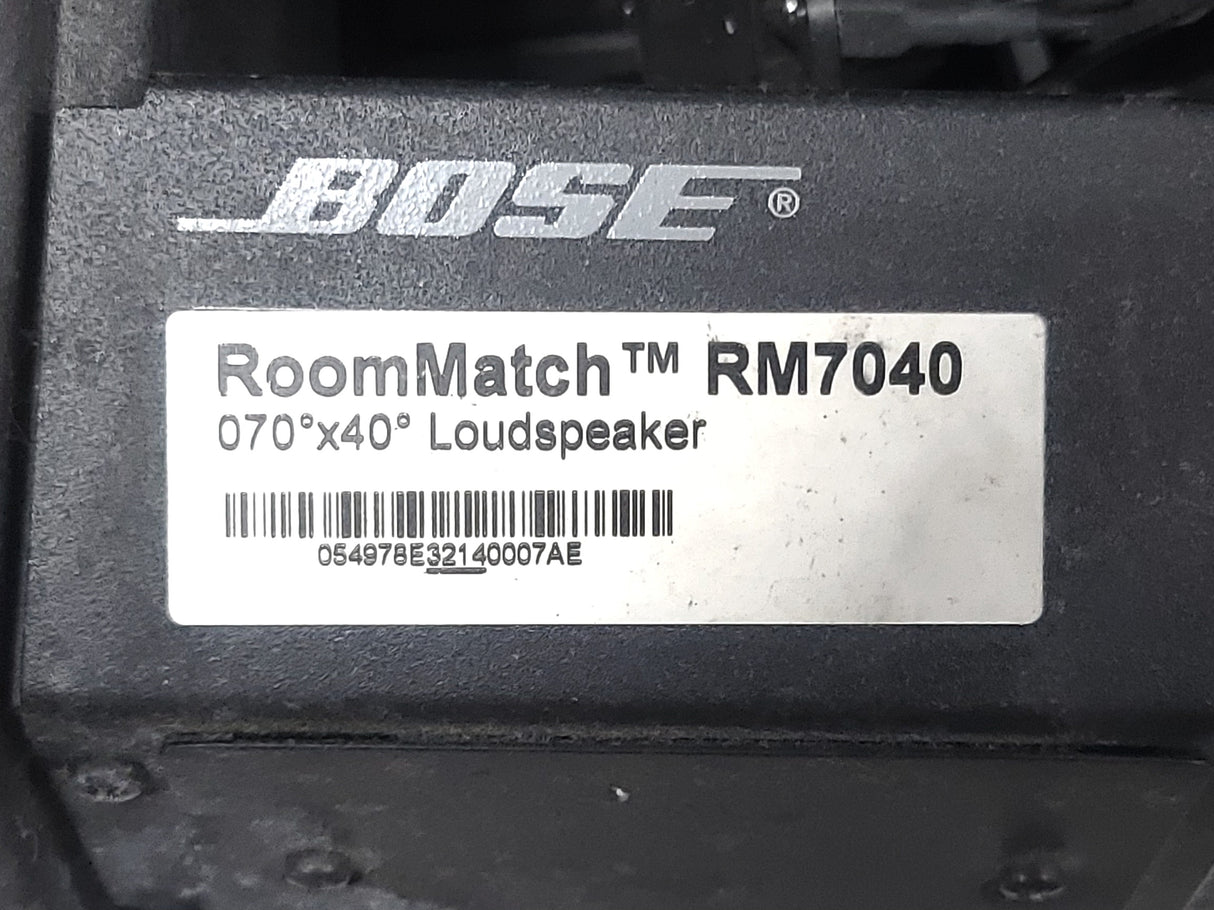 BOSE®
RoomMatch™ RM7040
070°x40° Loudspeaker
054978E32140007AE